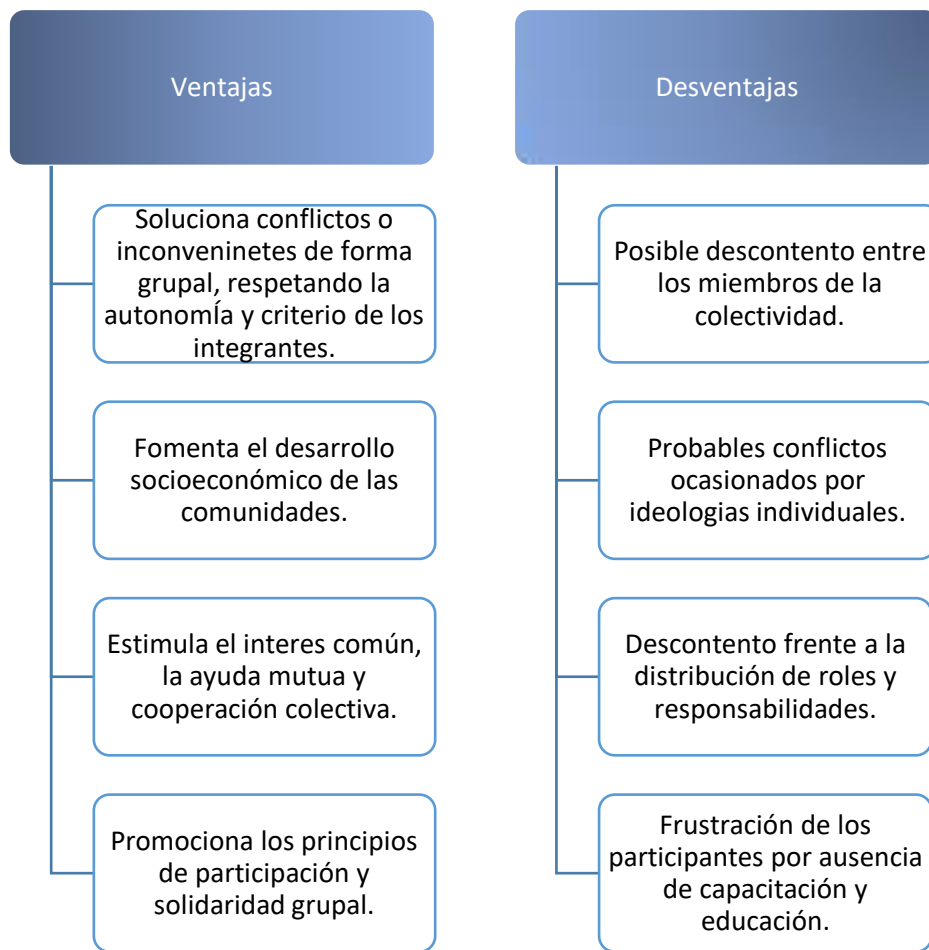 Ventajas
Soluciona conflictos o
inconveninetes de forma
grupal, respetando la
autonomÍa y criterio de los
integrantes.
Fomenta el desarrollo
socioeconómico de las
comunidades.
Estimula el interes común,
la ayuda mutua y
cooperación colectiva.
Promociona los principios
de participación y
solidaridad grupal.
Desventajas
Posible descontento entre
los miembros de la
colectividad.
Probables conflictos
ocasionados por
ideologias individuales.
Descontento frente a la
distribución de roles y
responsabilidades.
Frustración de los
participantes por ausencia
de capacitación y
educación.